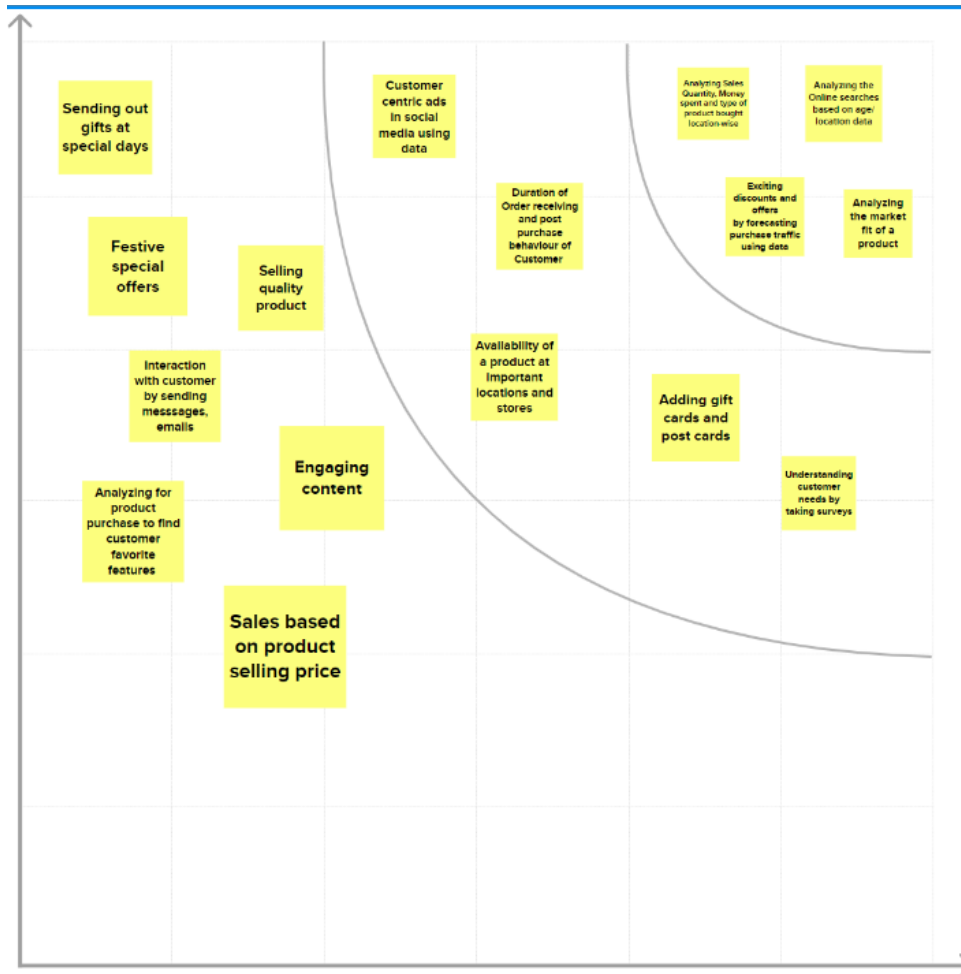 Sending out
gifts at
special days
Customer
centric ads
in social
media using
data
Analyzing Sales
Quantity, Money
spent and type of
product bought
location-wise
Analyzing the
Online searches
based on age/
location data
Duration of
Order receiving
and post
purchase
behaviour of
Customer
Exciting
discounts and
offers
by forecasting
purchase traffic
using data
Analyzing
the market
fit of a
product
Festive
special
offers
Selling
quality
product
Interaction
with customer
by sending
messsages,
emails
Availability of
a product at
important
locations and
stores
Adding gift
cards and
post cards
Engaging
content
Understanding
customer
needs by
taking surveys
Analyzing for
product
purchase to find
customer
favorite
features
Sales based
on product
selling price